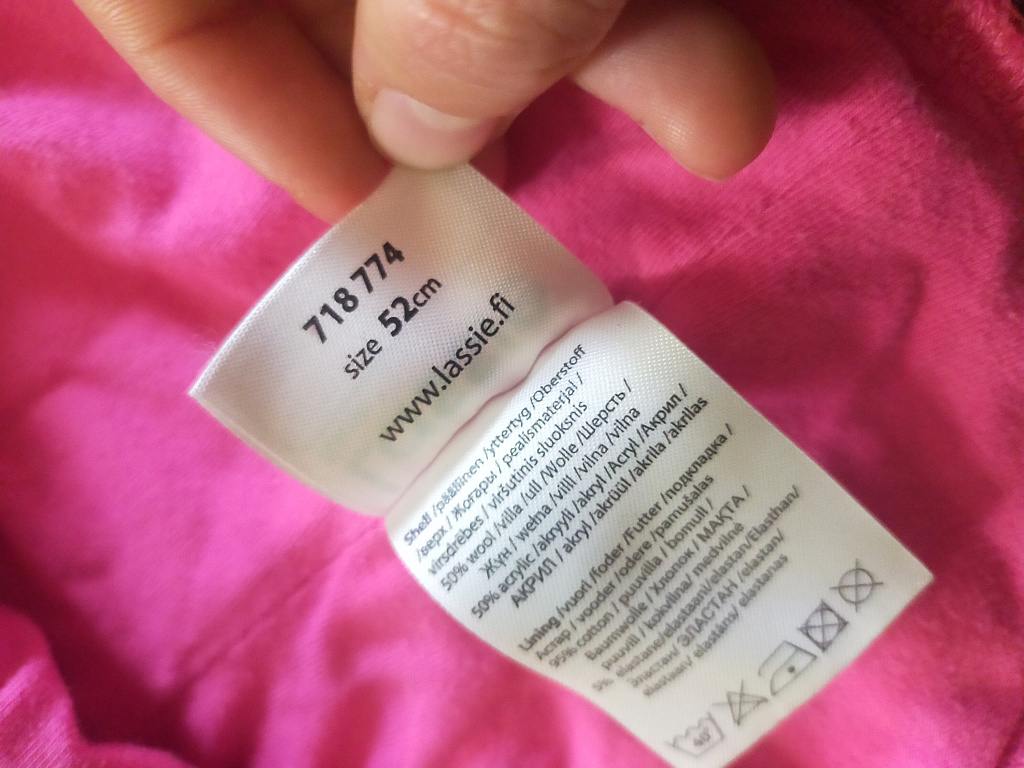 718 774
size 52cm
www.lassie.fi
Shell /päällinen /yttertyg /Oberstoff
/верх / Жоғары / pealismaterjal /
virsdrēbes / viršutinis sluoksnis
50% wool /villa /ull /Wolle /Шерсть /
Жүн / wełna /villl /vilna /vilna
50% acrylic /akryyli /akryl /Acryl /Акрил /
АКРИЛ / akryl /akrüül /akrila /akrilas
Lining /vuori /foder /Futter /подкладка /
Астар / vooder /odere /pamušalas
95% cotton / puuvilla / bomull /
Baumwolle / Хлопок / МАҚТА /
puuvill / kokvilna/ medvilnė
5% elastane/elastaani/elastan/Elasthan/
Эластан/ ЭЛАСТАН /elastan/
elastaan/ elastāns/ elastanas
40°